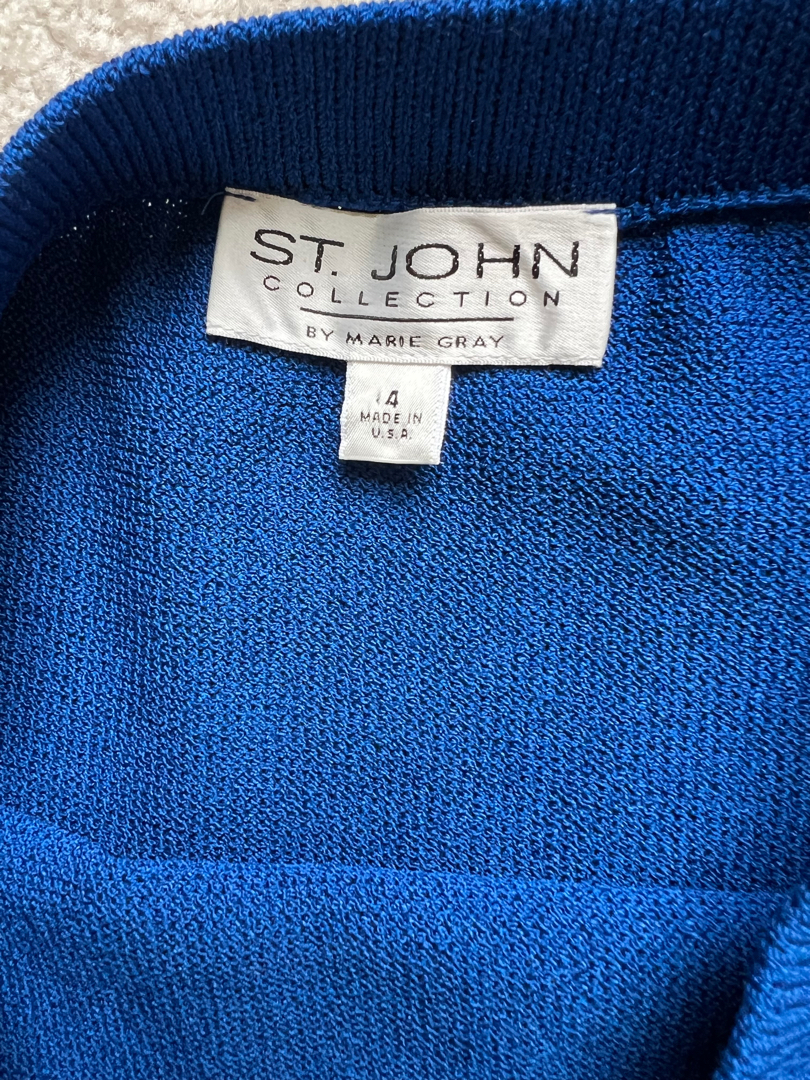 ST. JOHN
COLLECTION
BY MARIE GRAY
4
MADE IN
U.S.A.